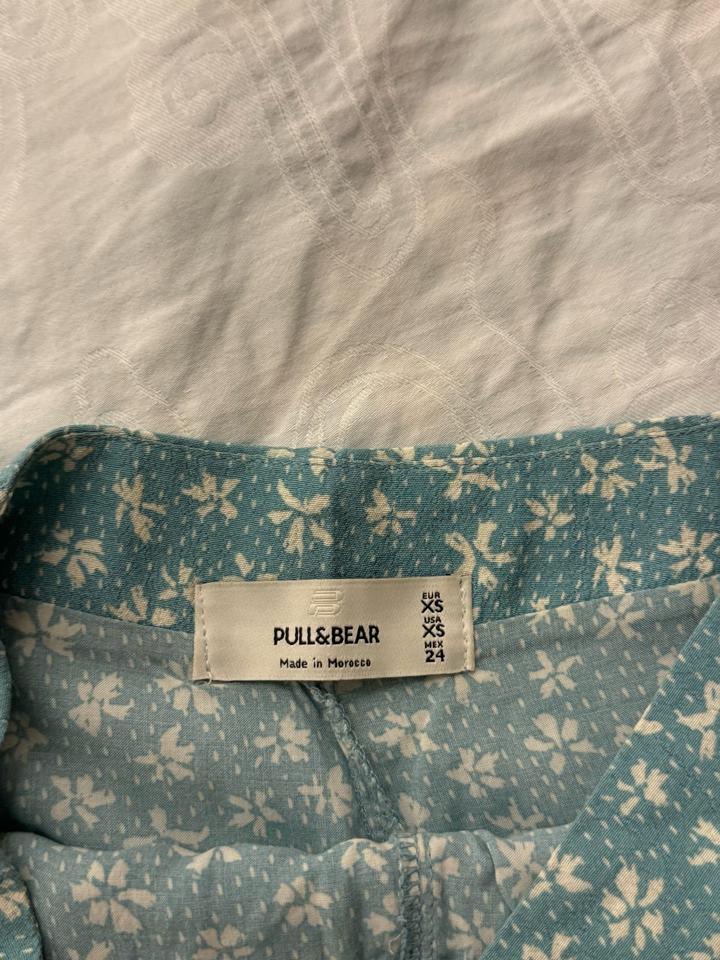 PULL&BEAR
Made in Morocco
EUR
XS
USA
XS
MEX
24